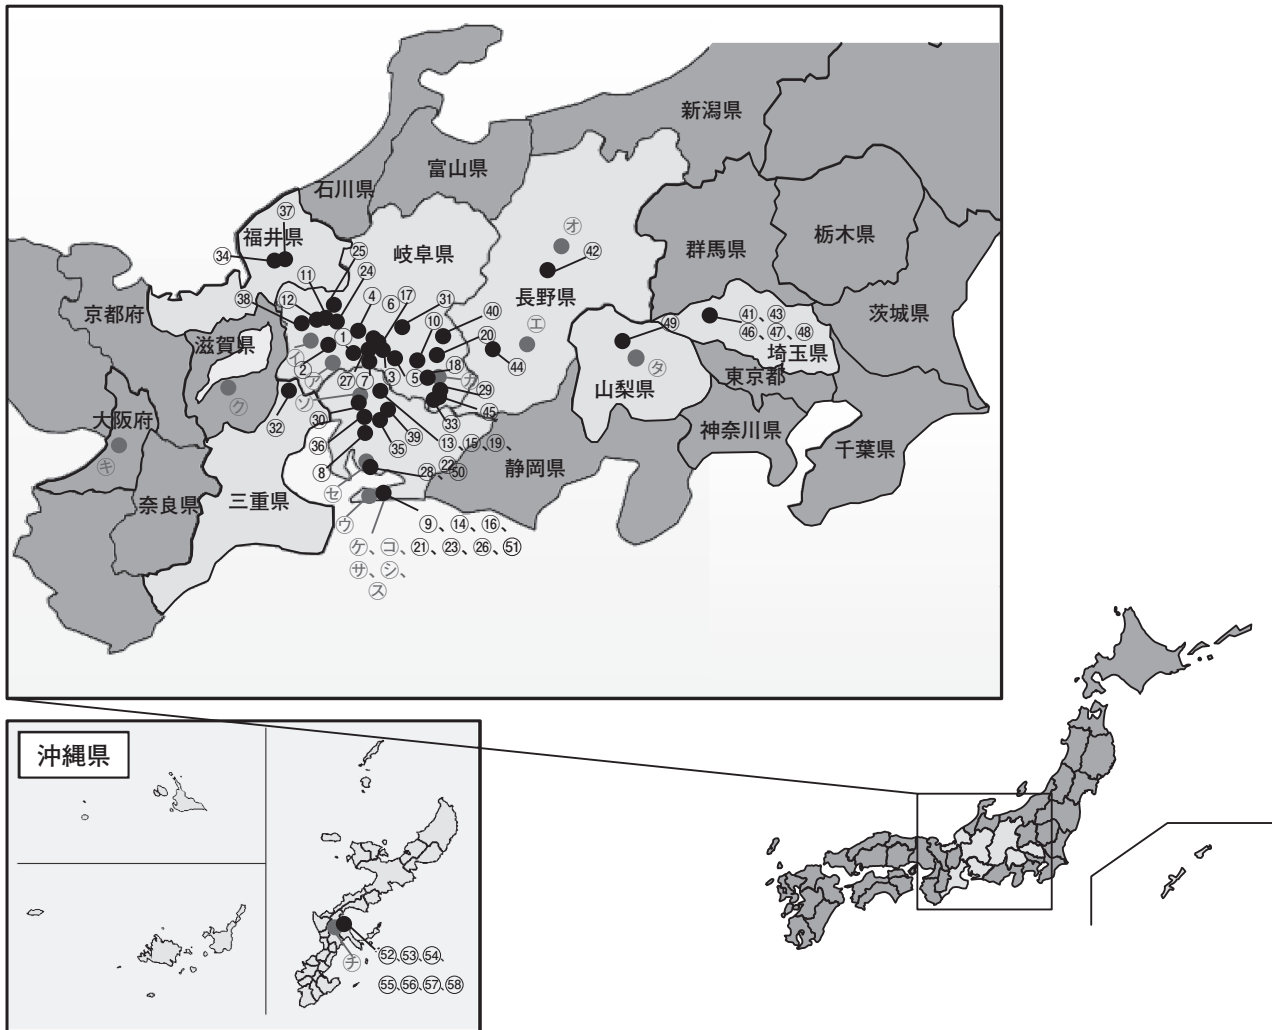 新潟県
富山県
石川県
㊲
福井県
㉞
㋔
㊷
栃木県
群馬県
岐阜県
㉕
㉔
⑪
長野県
京都府
㊳
⑫
④
⑥
⑰
㉛
⑩
㊵
茨城県
滋賀県
①
⑳
㋓
㊾
㊶、㊸
㊻、㊼、㊽
埼玉県
㋑
②
㋐
㉗
⑦
③
⑤
⑱
㋕
㊹
山梨県
㋟
東京都
㋗
㋞
㉙
大阪府
㉜
㉚
㉝
㊺
神奈川県
千葉県
㋖
㊱
⑧
㉟
㊴
⑬、⑮、⑲、
㉒
静岡県
㉘、㊿
奈良県
三重県
㋝
㋒
⑨、⑭、⑯、
㋘、㋙、
㉑、㉓、㉖、51
㋚、㋛、
㋜
沖縄県
㋠
52、53、54、
55、56、57、58